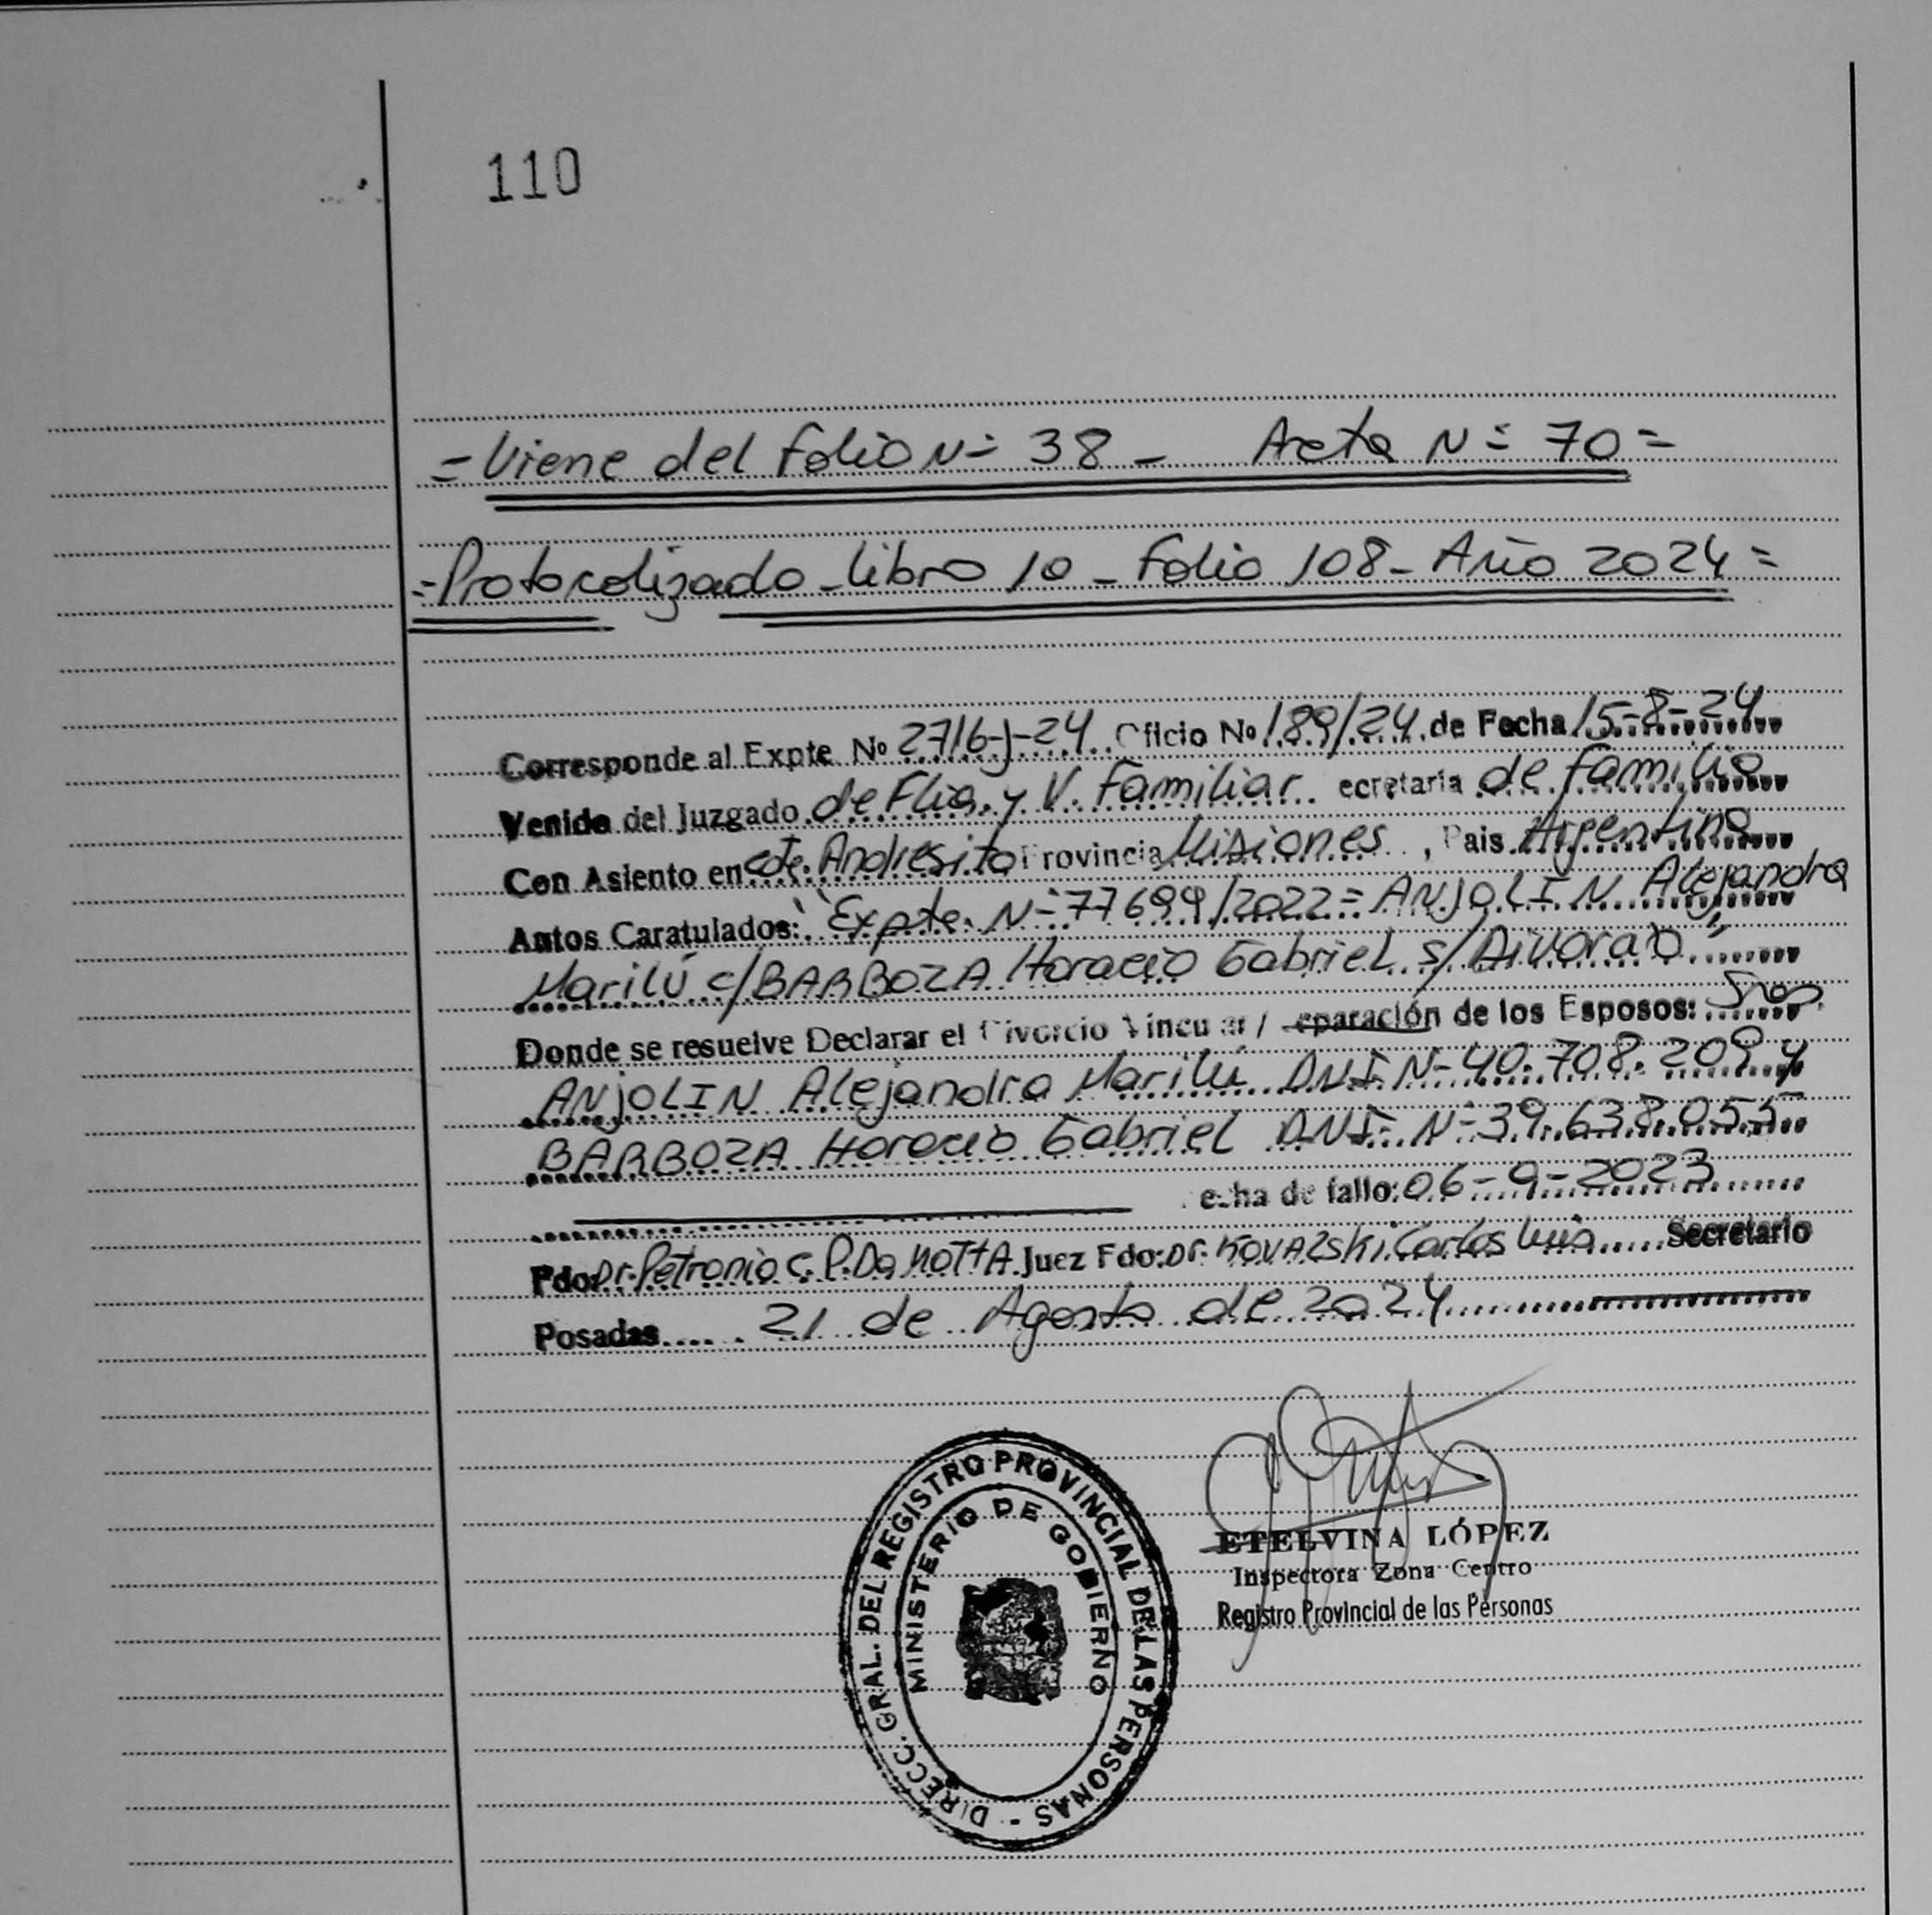 110
= Viene del folio N= 38 - Acta N= 70 =
=Protocolizado - libro 10 - Folio 108 - Año 2024 =
Corresponde al Expte Nº 2716-J-24 Oficio Nº 189/24 de Fecha 15-8-24
Venido del Juzgado de Flia. y V. Familiar ecretaria de familia
Con Asiento en Cdte. Andresito Provincia Misiones, Pais Argentina
Autos Caratulados: "Expte. N= 77699/2022 = ANJOLIN Alejandra
Marilú c/BARBOZA Horacio Gabriel s/Divorcio"
Donde se resuelve Declarar el Divorcio Vincular / eparación de los Esposos:
ANJOLIN Alejandra Marilú DNI N- 40.708.209 y
BARBOZA Horacio Gabriel DNI- N= 39.638.055
echa de fallo: 06-9-2023
Fdo: Dr. Petronio C. P. Da MOTTA Juez Fdo: Dr. KOVALSKI Carlos Luis Secretario
Posadas 21 de Agosto de 2024
DIRECC. GRAL. DEL REGISTRO PROVINCIAL DE LAS PERSONAS -
MINISTERIO DE GOBIERNO
ETELVINA LÓPEZ
Inspectora Zona Centro
Registro Provincial de las Personas